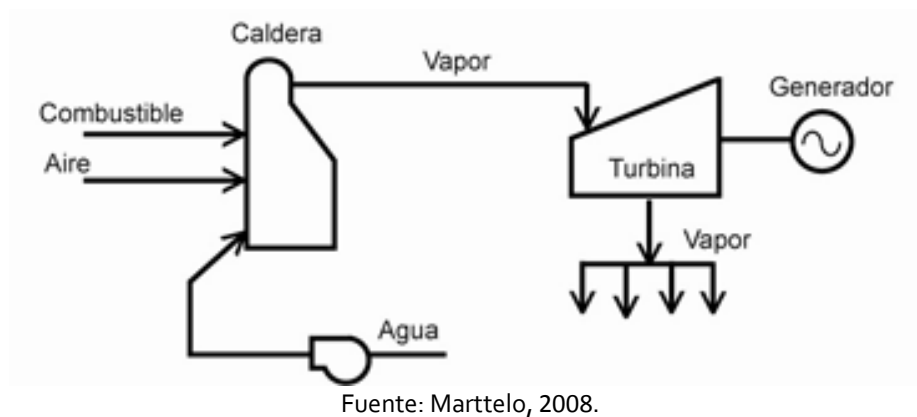 Caldera
Vapor
Generador
Combustible
Aire
Turbina
Vapor
Agua
Fuente: Marttelo, 2008.